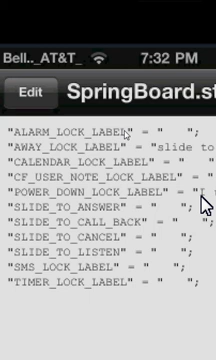 Bell.._AT&T_ 7:32 PM
Edit SpringBoard.st
"ALARM_LOCK_LABEL" = " ";
"AWAY_LOCK_LABEL" = "slide to
"CALENDAR_LOCK_LABEL" = "
"CF_USER_NOTE_LOCK_LABEL" = "
"POWER_DOWN_LOCK_LABEL" = "
"SLIDE_TO_ANSWER" = " ";
"SLIDE_TO_CALL_BACK" = " ";
"SLIDE_TO_CANCEL" = " ";
"SLIDE_TO_LISTEN" = " ";
"SMS_LOCK_LABEL" = " ";
"TIMER_LOCK_LABEL" = " ";